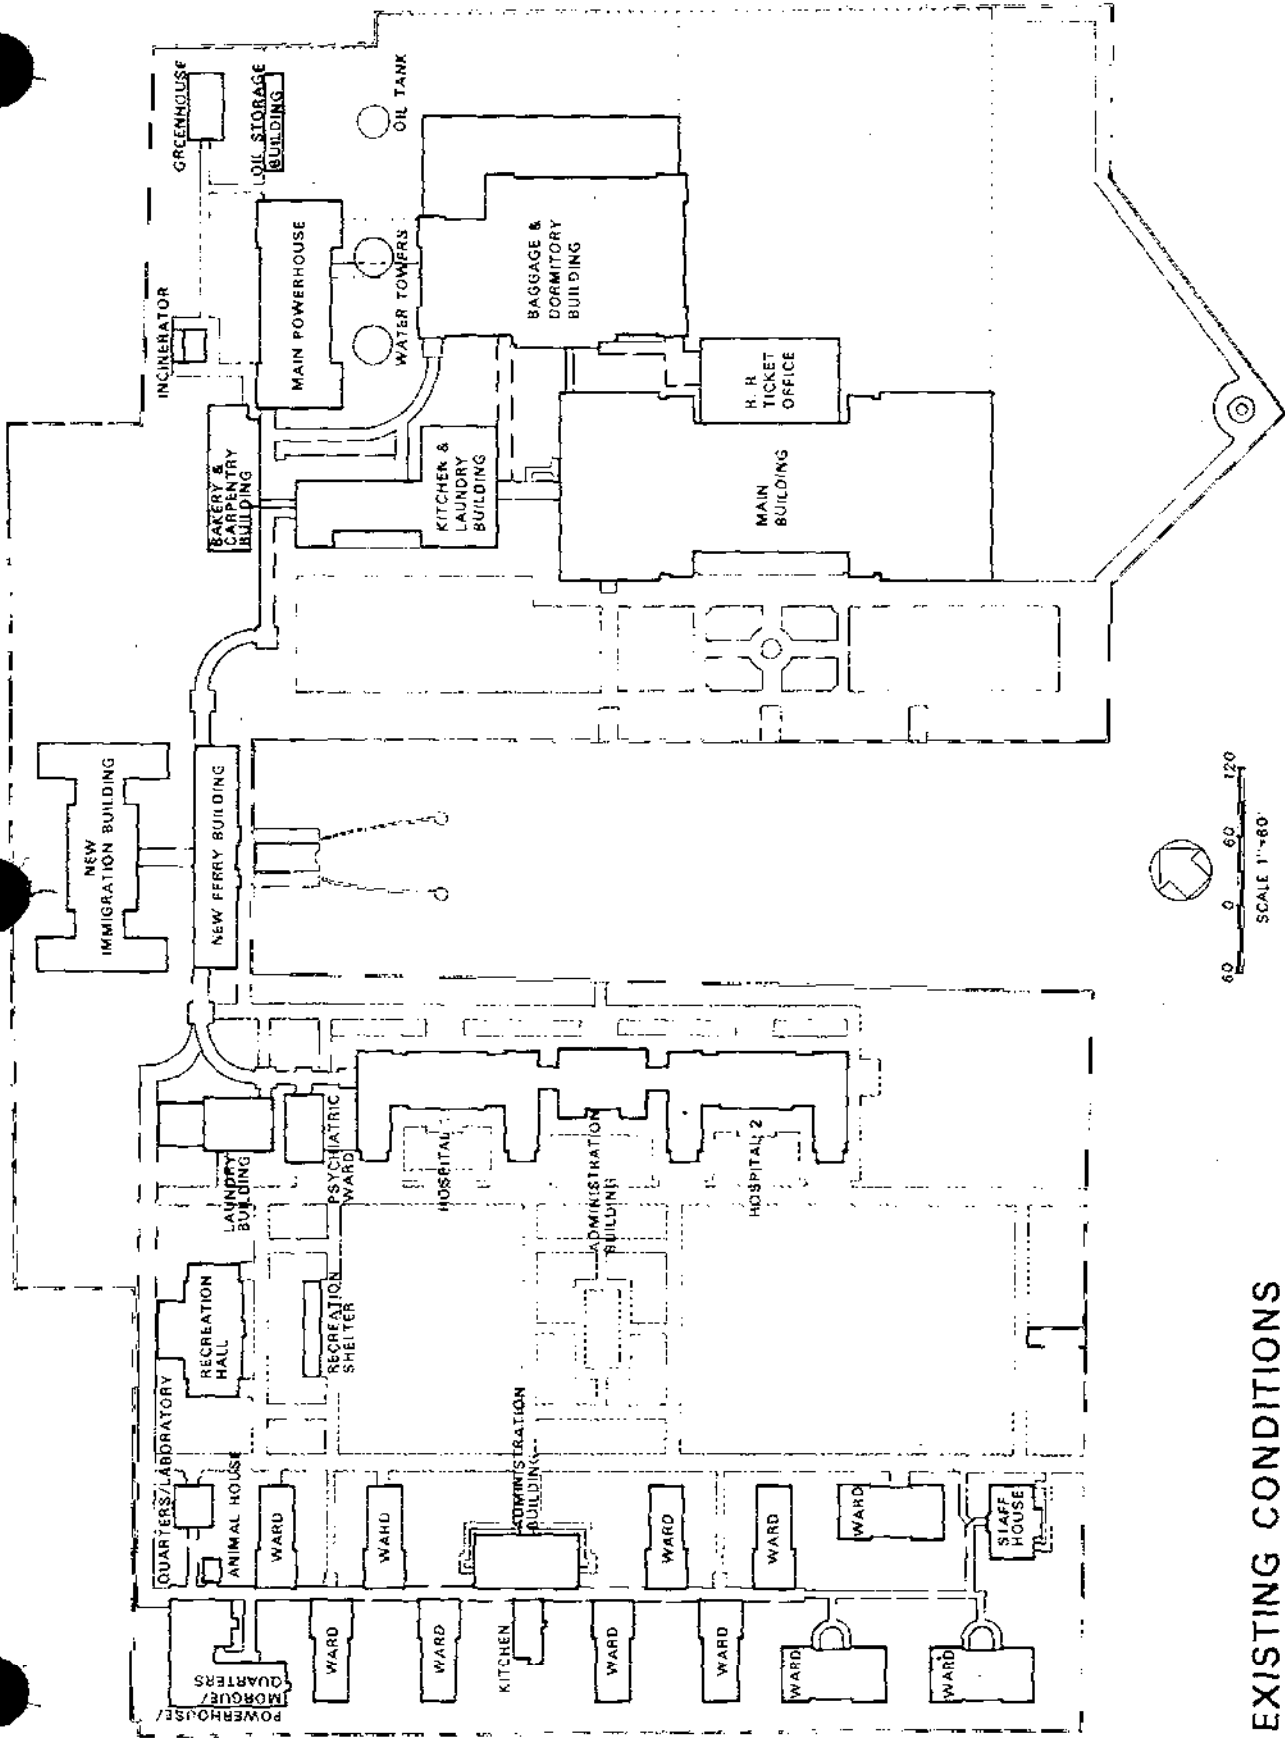 GREENHOUSE
OIL STORAGE
BUILDING
OIL TANK
INCINERATOR
MAIN POWERHOUSE
WATER TOWERS
BAGGAGE &
DORMITORY
BUILDING
BAKERY &
CARPENTRY
BUILDING
KITCHEN &
LAUNDRY
BUILDING
R. R.
TICKET
OFFICE
MAIN
BUILDING
NEW
IMMIGRATION BUILDING
NEW FERRY BUILDING
60 0 60 120
SCALE 1"=60'
LAUNDRY
BUILDING
PSYCHIATRIC
WARD
HOSPITAL
ADMINISTRATION
BUILDING
HOSPITAL 2
RECREATION
HALL
RECREATION
SHELTER
QUARTERS/LABORATORY
ANIMAL HOUSE
WARD
WARD
ADMINISTRATION
BUILDING
WARD
WARD
WARD
STAFF
HOUSE
POWERHOUSE/
MORGUE/
QUARTERS
WARD
WARD
KITCHEN
WARD
WARD
WARD
WARD
EXISTING CONDITIONS